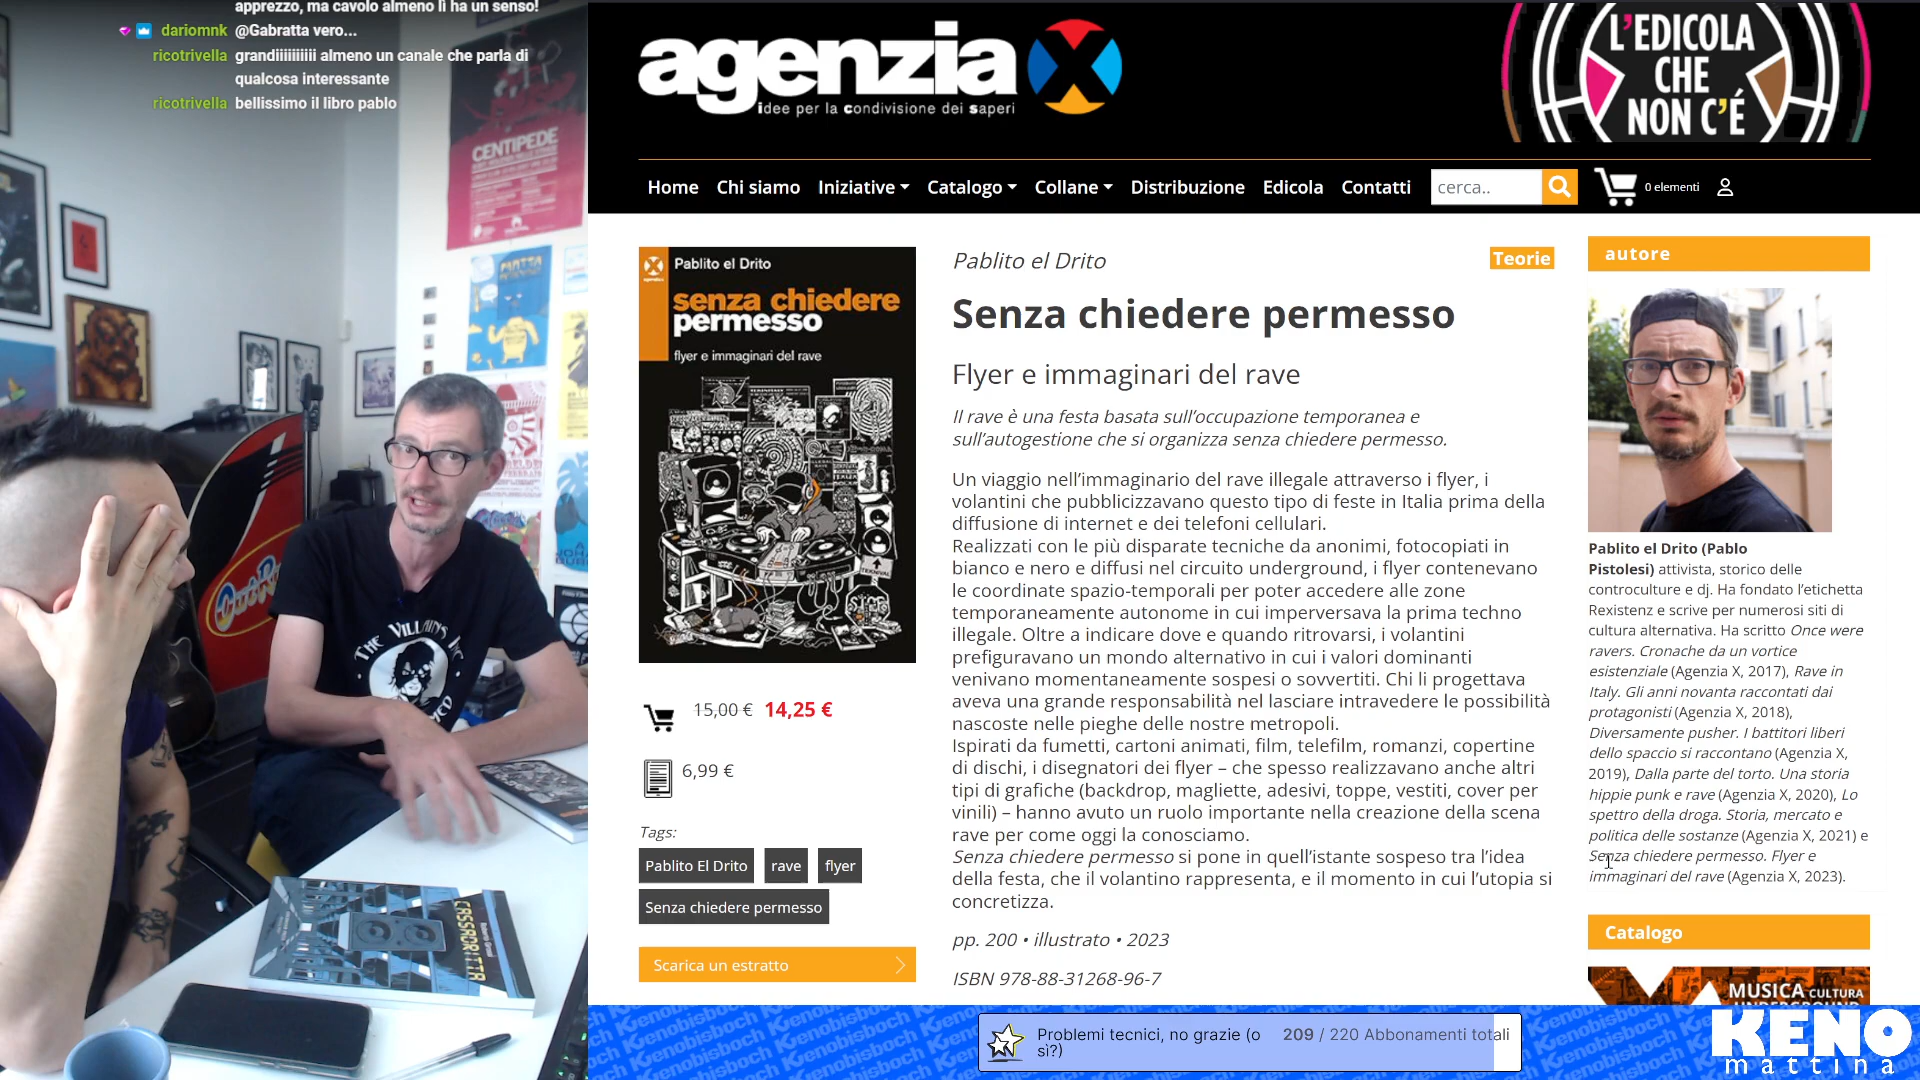 apprezzo, ma cavolo almeno lì ha un senso!
dariomnk @Gabratta vero...
ricotrivella grandiiiiiiiiii almeno un canale che parla di
qualcosa interessante
ricotrivella bellissimo il libro pablo
CENTIPEDE
THE VILLAINS INC
CASSADRITTA
agenzia
idee per la condivisione dei saperi
L'EDICOLA
CHE
NON C'É
Home Chi siamo Iniziative Catalogo Collane Distribuzione Edicola Contatti cerca.. 0 elementi
Pablito el Drito
senza chiedere
permesso
flyer e immaginari del rave
15,00 € 14,25 €
6,99 €
Tags:
Pablito El Drito rave flyer
Senza chiedere permesso
Scarica un estratto
Pablito el Drito
Teorie
Senza chiedere permesso
Flyer e immaginari del rave
Il rave è una festa basata sull'occupazione temporanea e
sull'autogestione che si organizza senza chiedere permesso.
Un viaggio nell'immaginario del rave illegale attraverso i flyer, i
volantini che pubblicizzavano questo tipo di feste in Italia prima della
diffusione di internet e dei telefoni cellulari.
Realizzati con le più disparate tecniche da anonimi, fotocopiati in
bianco e nero e diffusi nel circuito underground, i flyer contenevano
le coordinate spazio-temporali per poter accedere alle zone
temporaneamente autonome in cui imperversava la prima techno
illegale. Oltre a indicare dove e quando ritrovarsi, i volantini
prefiguravano un mondo alternativo in cui i valori dominanti
venivano momentaneamente sospesi o sovvertiti. Chi li progettava
aveva una grande responsabilità nel lasciare intravedere le possibilità
nascoste nelle pieghe delle nostre metropoli.
Ispirati da fumetti, cartoni animati, film, telefilm, romanzi, copertine
di dischi, i disegnatori dei flyer – che spesso realizzavano anche altri
tipi di grafiche (backdrop, magliette, adesivi, toppe, vestiti, cover per
vinili) – hanno avuto un ruolo importante nella creazione della scena
rave per come oggi la conosciamo.
Senza chiedere permesso si pone in quell'istante sospeso tra l'idea
della festa, che il volantino rappresenta, e il momento in cui l'utopia si
concretizza.
pp. 200 • illustrato • 2023
ISBN 978-88-31268-96-7
autore
Pablito el Drito (Pablo
Pistolesi) attivista, storico delle
controculture e dj. Ha fondato l'etichetta
Rexistenz e scrive per numerosi siti di
cultura alternativa. Ha scritto Once were
ravers. Cronache da un vortice
esistenziale (Agenzia X, 2017), Rave in
Italy. Gli anni novanta raccontati dai
protagonisti (Agenzia X, 2018),
Diversamente pusher. I battitori liberi
dello spaccio si raccontano (Agenzia X,
2019), Dalla parte del torto. Una storia
hippie punk e rave (Agenzia X, 2020), Lo
spettro della droga. Storia, mercato e
politica delle sostanze (Agenzia X, 2021) e
Senza chiedere permesso. Flyer e
immaginari del rave (Agenzia X, 2023).
Catalogo
MUSICA CULTURA
UNDERGROUND
Problemi tecnici, no grazie (o
sì?)
209 / 220 Abbonamenti totali
KENO
mattina